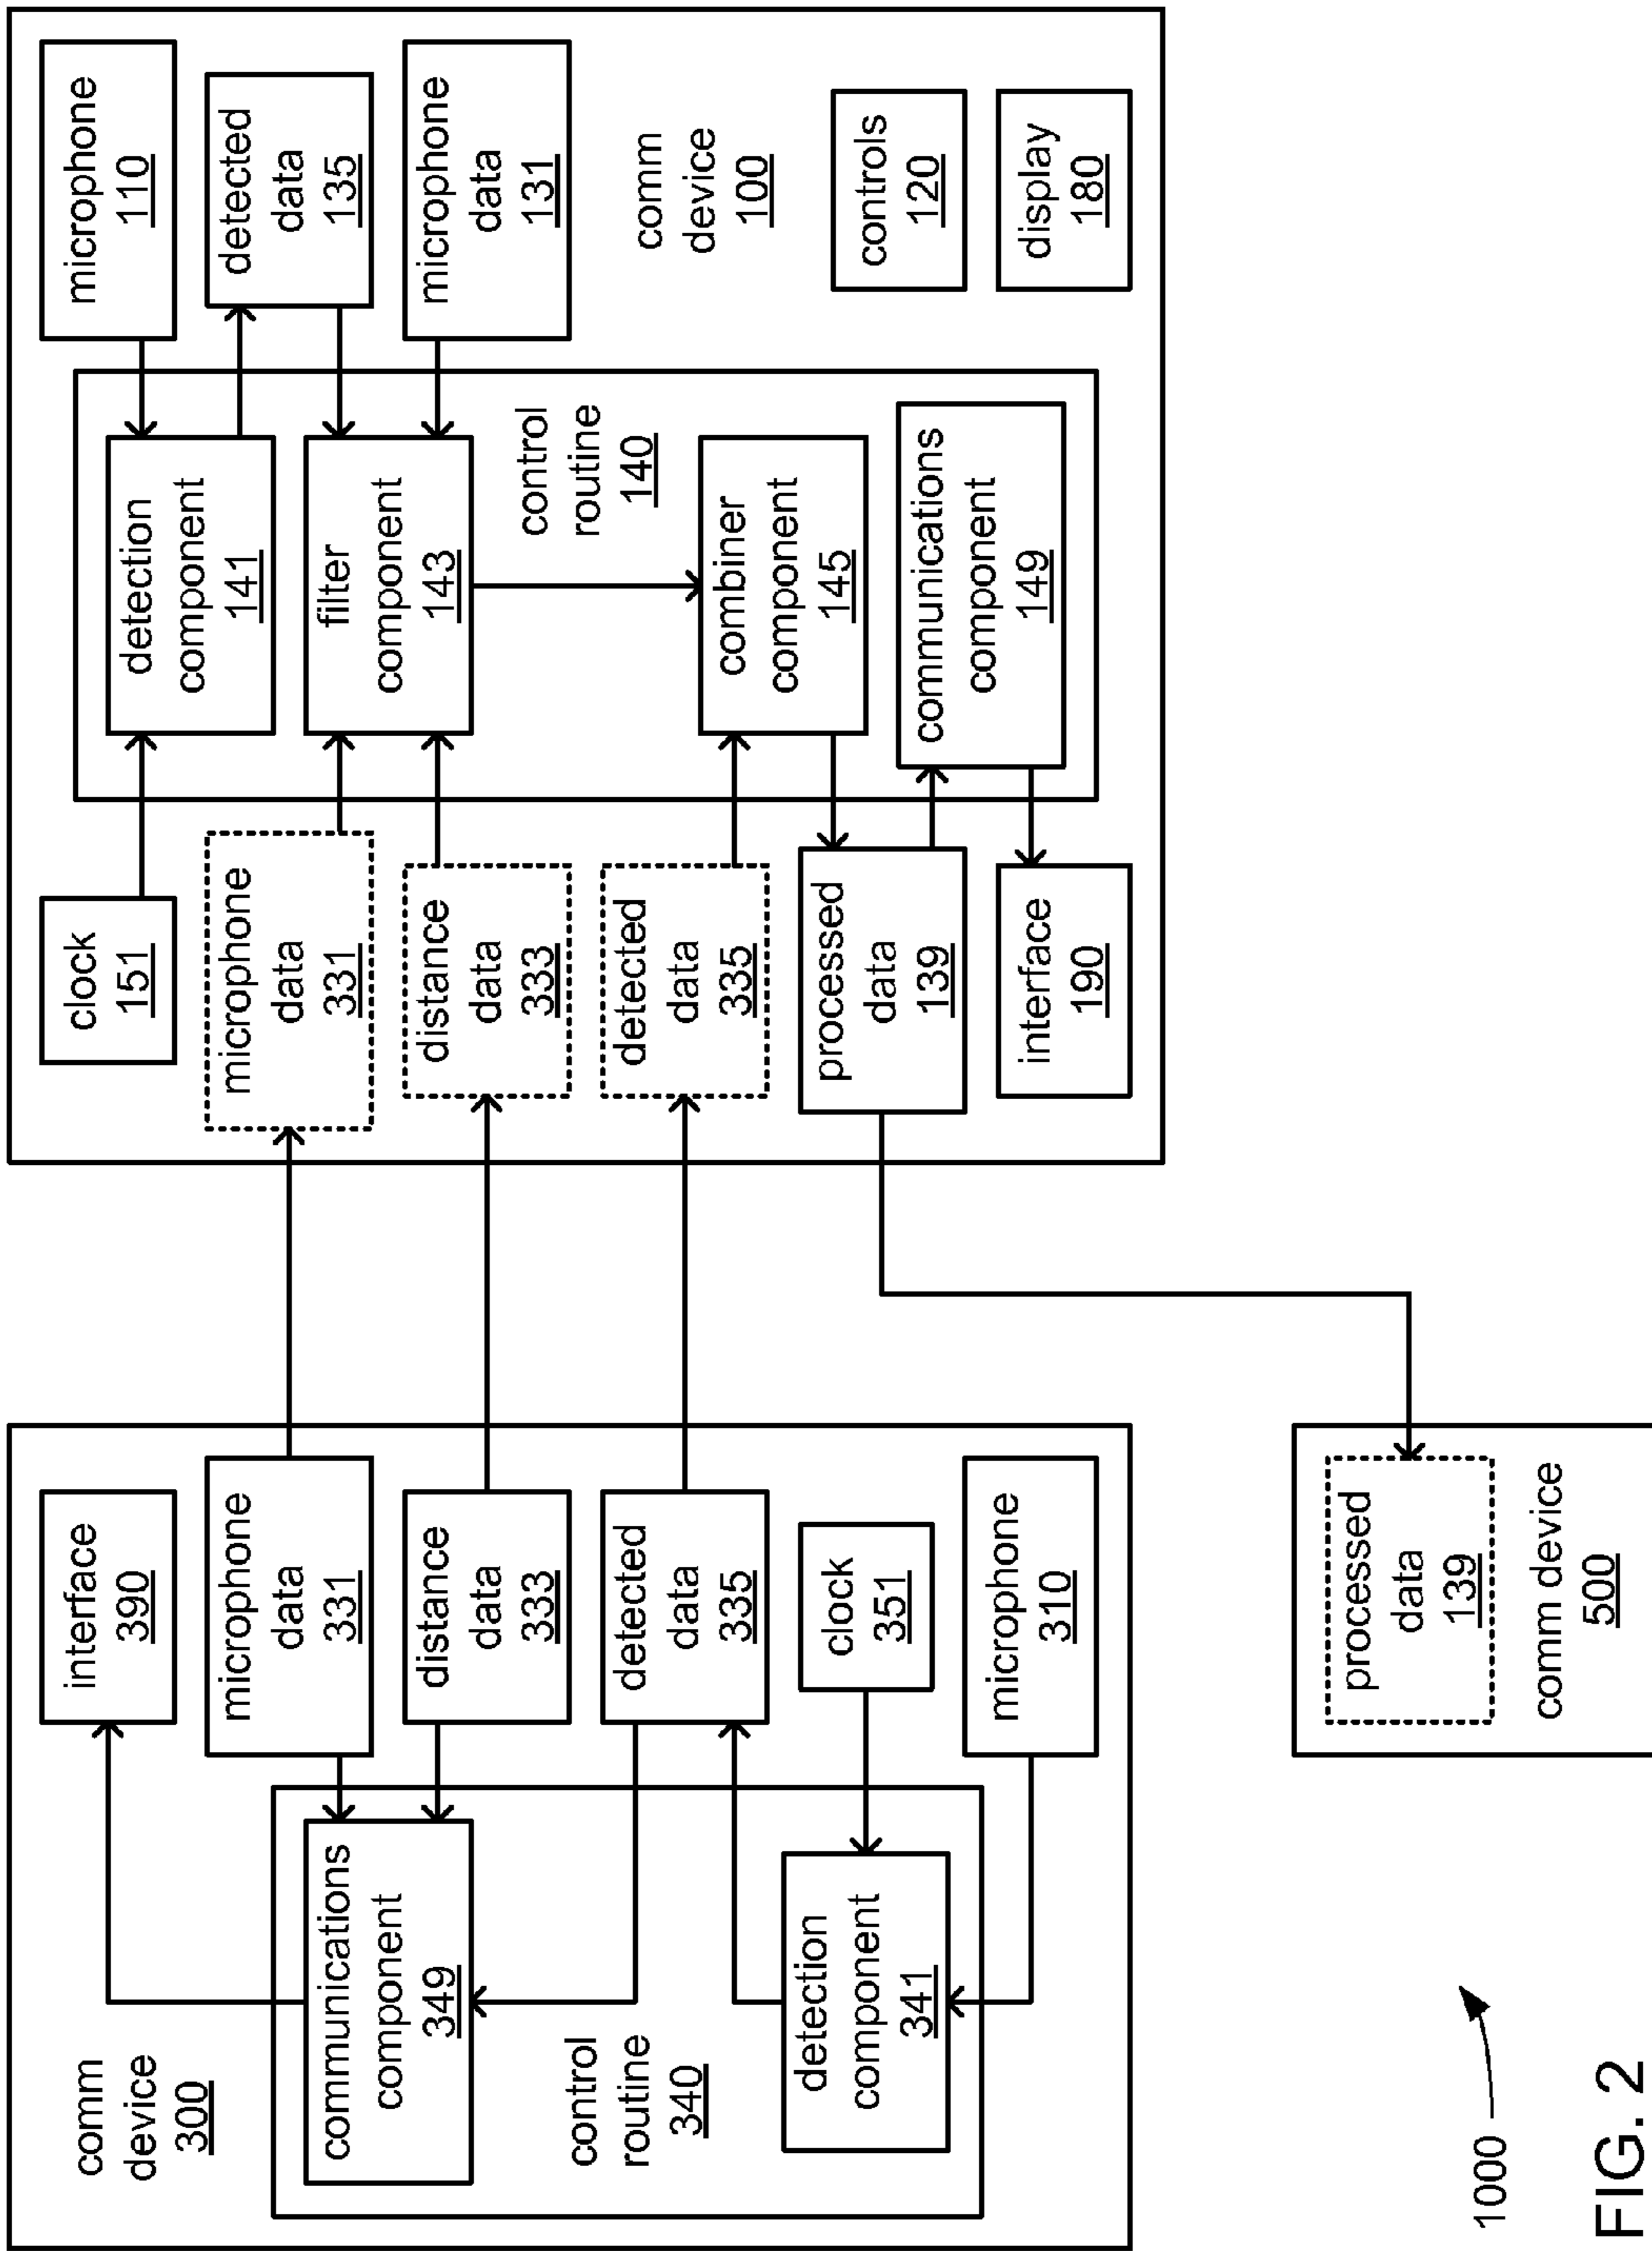 comm
device
300
interface
390
communications
component
349
microphone
data
331
distance
data
333
control
routine
340
detected
data
335
detection
component
341
clock
351
microphone
310
clock
151
microphone
data
331
distance
data
333
detected
data
335
processed
data
139
interface
190
detection
component
141
filter
component
143
control
routine
140
combiner
component
145
communications
component
149
microphone
110
detected
data
135
microphone
data
131
comm
device
100
controls
120
display
180
processed
data
139
comm device
500
1000
FIG. 2